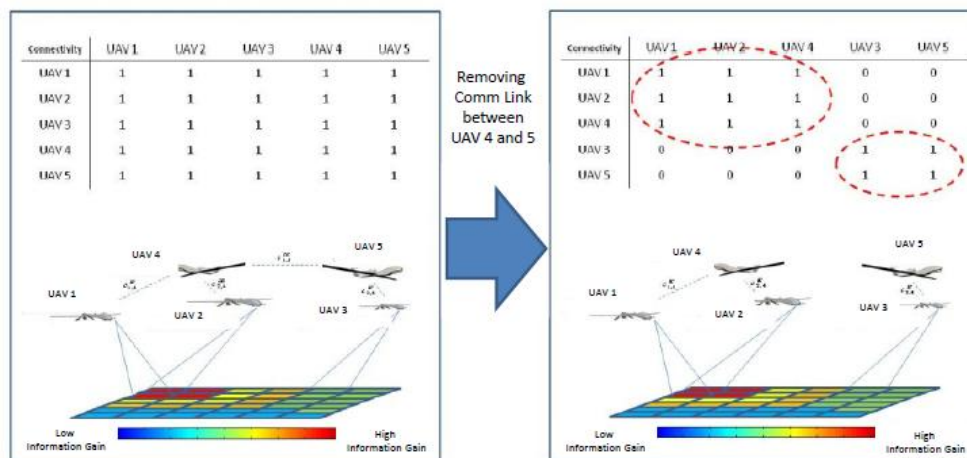 Connectivity UAV 1 UAV 2 UAV 3 UAV 4 UAV 5
UAV 1 1 1 1 1 1
UAV 2 1 1 1 1 1
UAV 3 1 1 1 1 1
UAV 4 1 1 1 1 1
UAV 5 1 1 1 1 1
UAV 5
UAV 4
UAV 1
UAV 2
UAV 3
Low
Information Gain
High
Information Gain
Removing
Comm Link
between
UAV 4 and 5
Connectivity UAV 1 UAV 2 UAV 4 UAV 3 UAV 5
UAV 1 1 1 1 0 0
UAV 2 1 1 1 0 0
UAV 4 1 1 1 0 0
UAV 3 0 0 0 1 1
UAV 5 0 0 0 1 1
UAV 4
UAV 5
UAV 1
UAV 2
UAV 3
Low
Information Gain
High
Information Gain